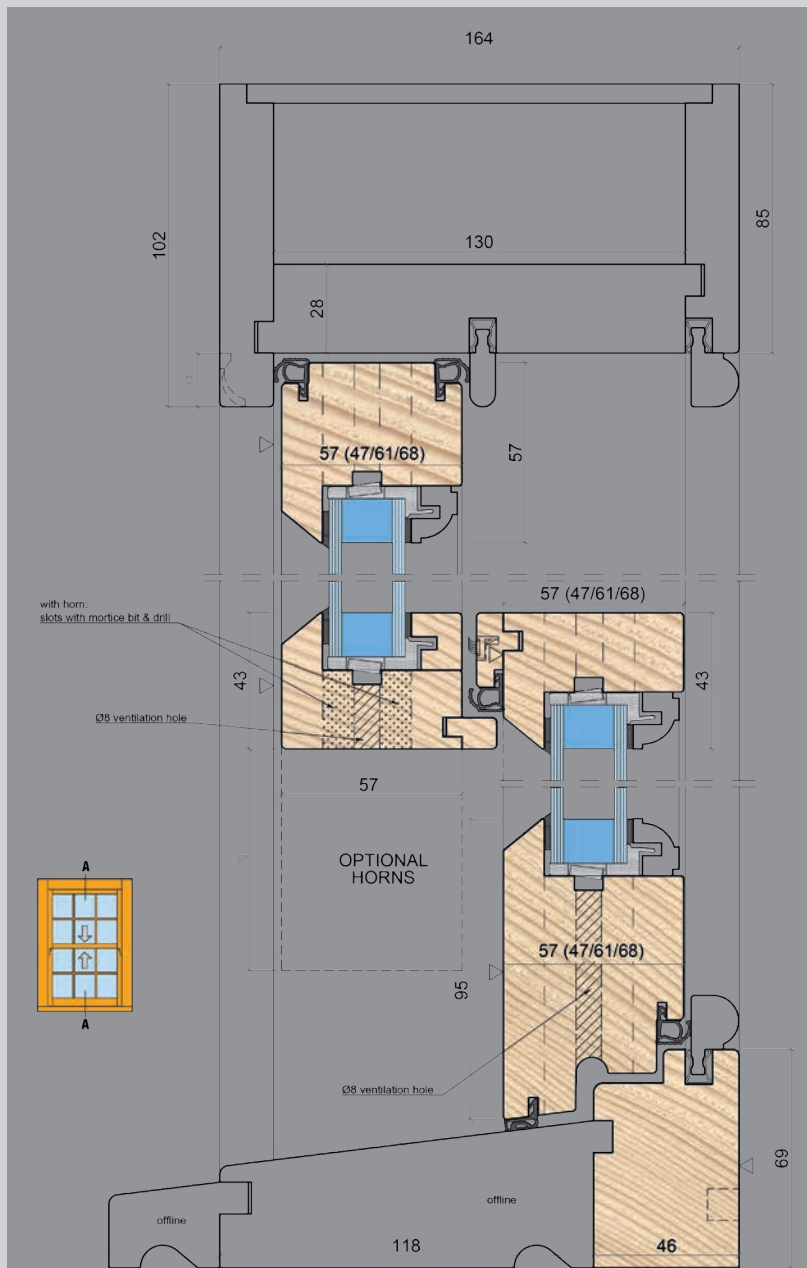 164
102
85
130
28
57 (47/61/68)
57
57 (47/61/68)
with horn:
slots with mortice bit & drill
43
43
Ø8 ventilation hole
57
OPTIONAL
HORNS
A
A
57 (47/61/68)
95
Ø8 ventilation hole
69
offline
offline
118
46